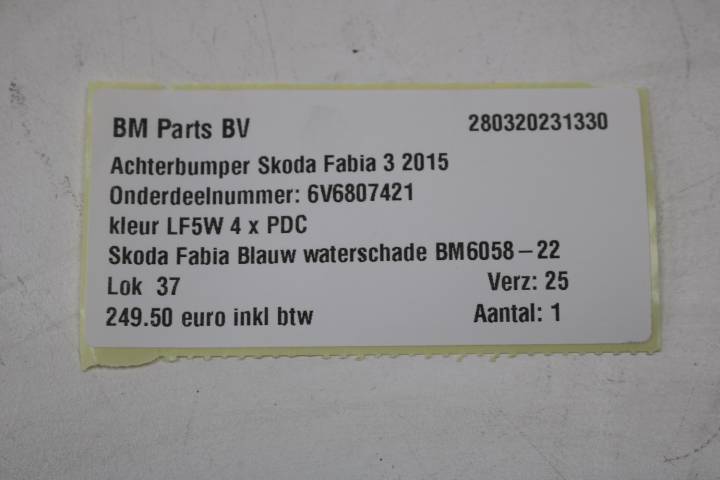 BM Parts BV 280320231330
Achterbumper Skoda Fabia 3 2015
Onderdeelnummer: 6V6807421
kleur LF5W 4 x PDC
Skoda Fabia Blauw waterschade BM6058-22
Lok 37 Verz: 25
249.50 euro inkl btw Aantal: 1